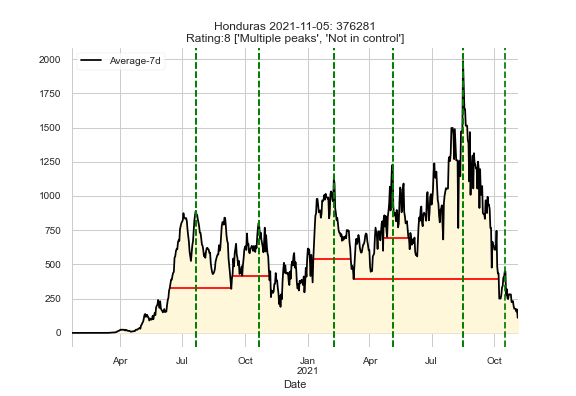 Honduras 2021-11-05: 376281
Rating:8 ['Multiple peaks', 'Not in control']
Average-7d
2000
1750
1500
1250
1000
750
500
250
0
Apr Jul Oct Jan Apr Jul Oct
2021
Date